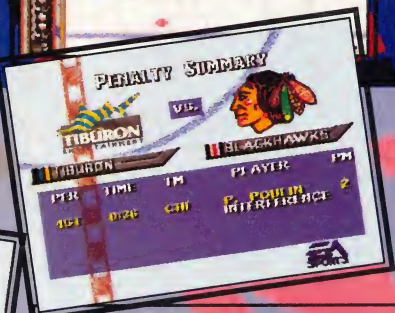 PENALTY SUMMARY
VS.
TIBURON
ENTERTAINMENT
TIBURON
BLACKHAWKS
PER TIME TM PLAYER PM
1ST 0:26 CHI P. POULIN 2
INTERFERENCE
EA
SPORTS